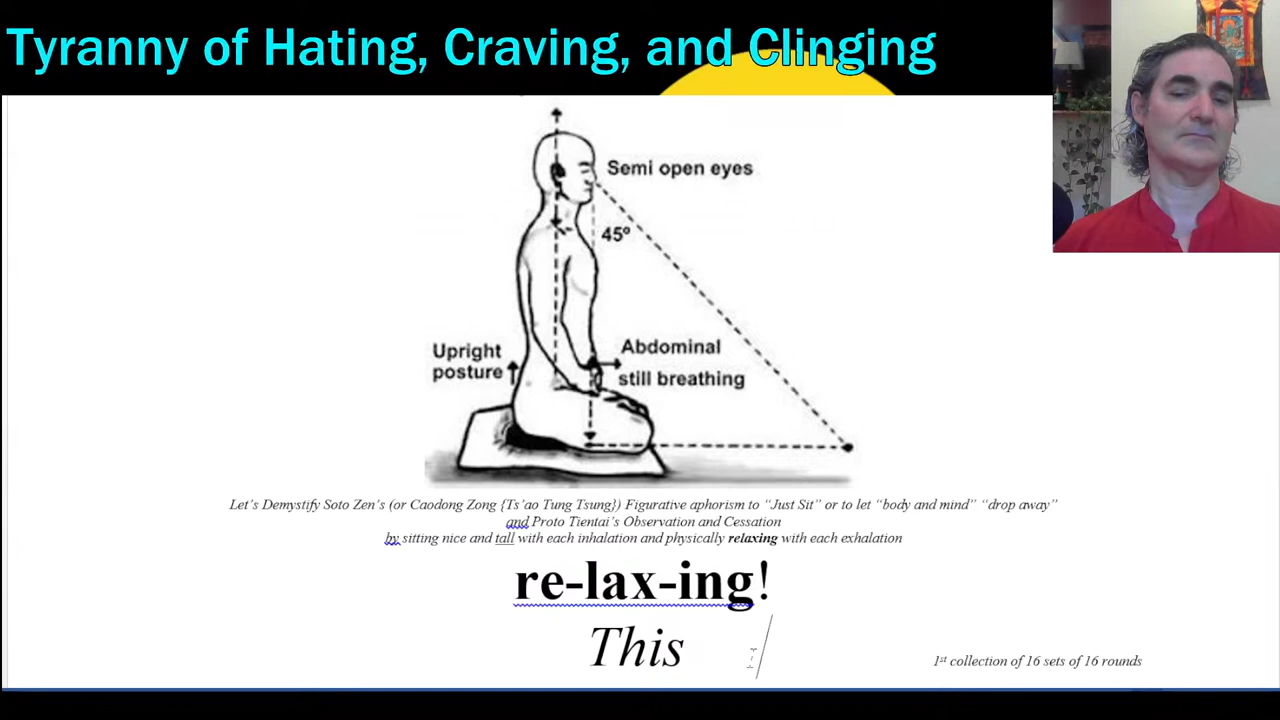 Tyranny of Hating, Craving, and Clinging
Semi open eyes
45º
Upright
posture
Abdominal
still breathing
Let's Demystify Soto Zen's (or Caodong Zong {Ts'ao Tung Tsung}) Figurative aphorism to “Just Sit” or to let “body and mind” “drop away”
and Proto Tientai's Observation and Cessation
by sitting nice and tall with each inhalation and physically relaxing with each exhalation
re-lax-ing!
This
1st collection of 16 sets of 16 rounds